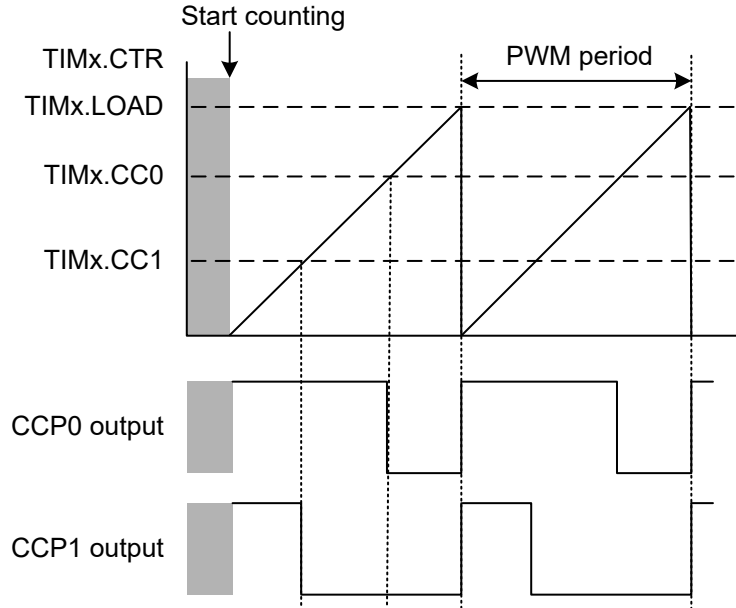 Start counting
TIMx.CTR
PWM period
TIMx.LOAD
TIMx.CC0
TIMx.CC1
CCP0 output
CCP1 output